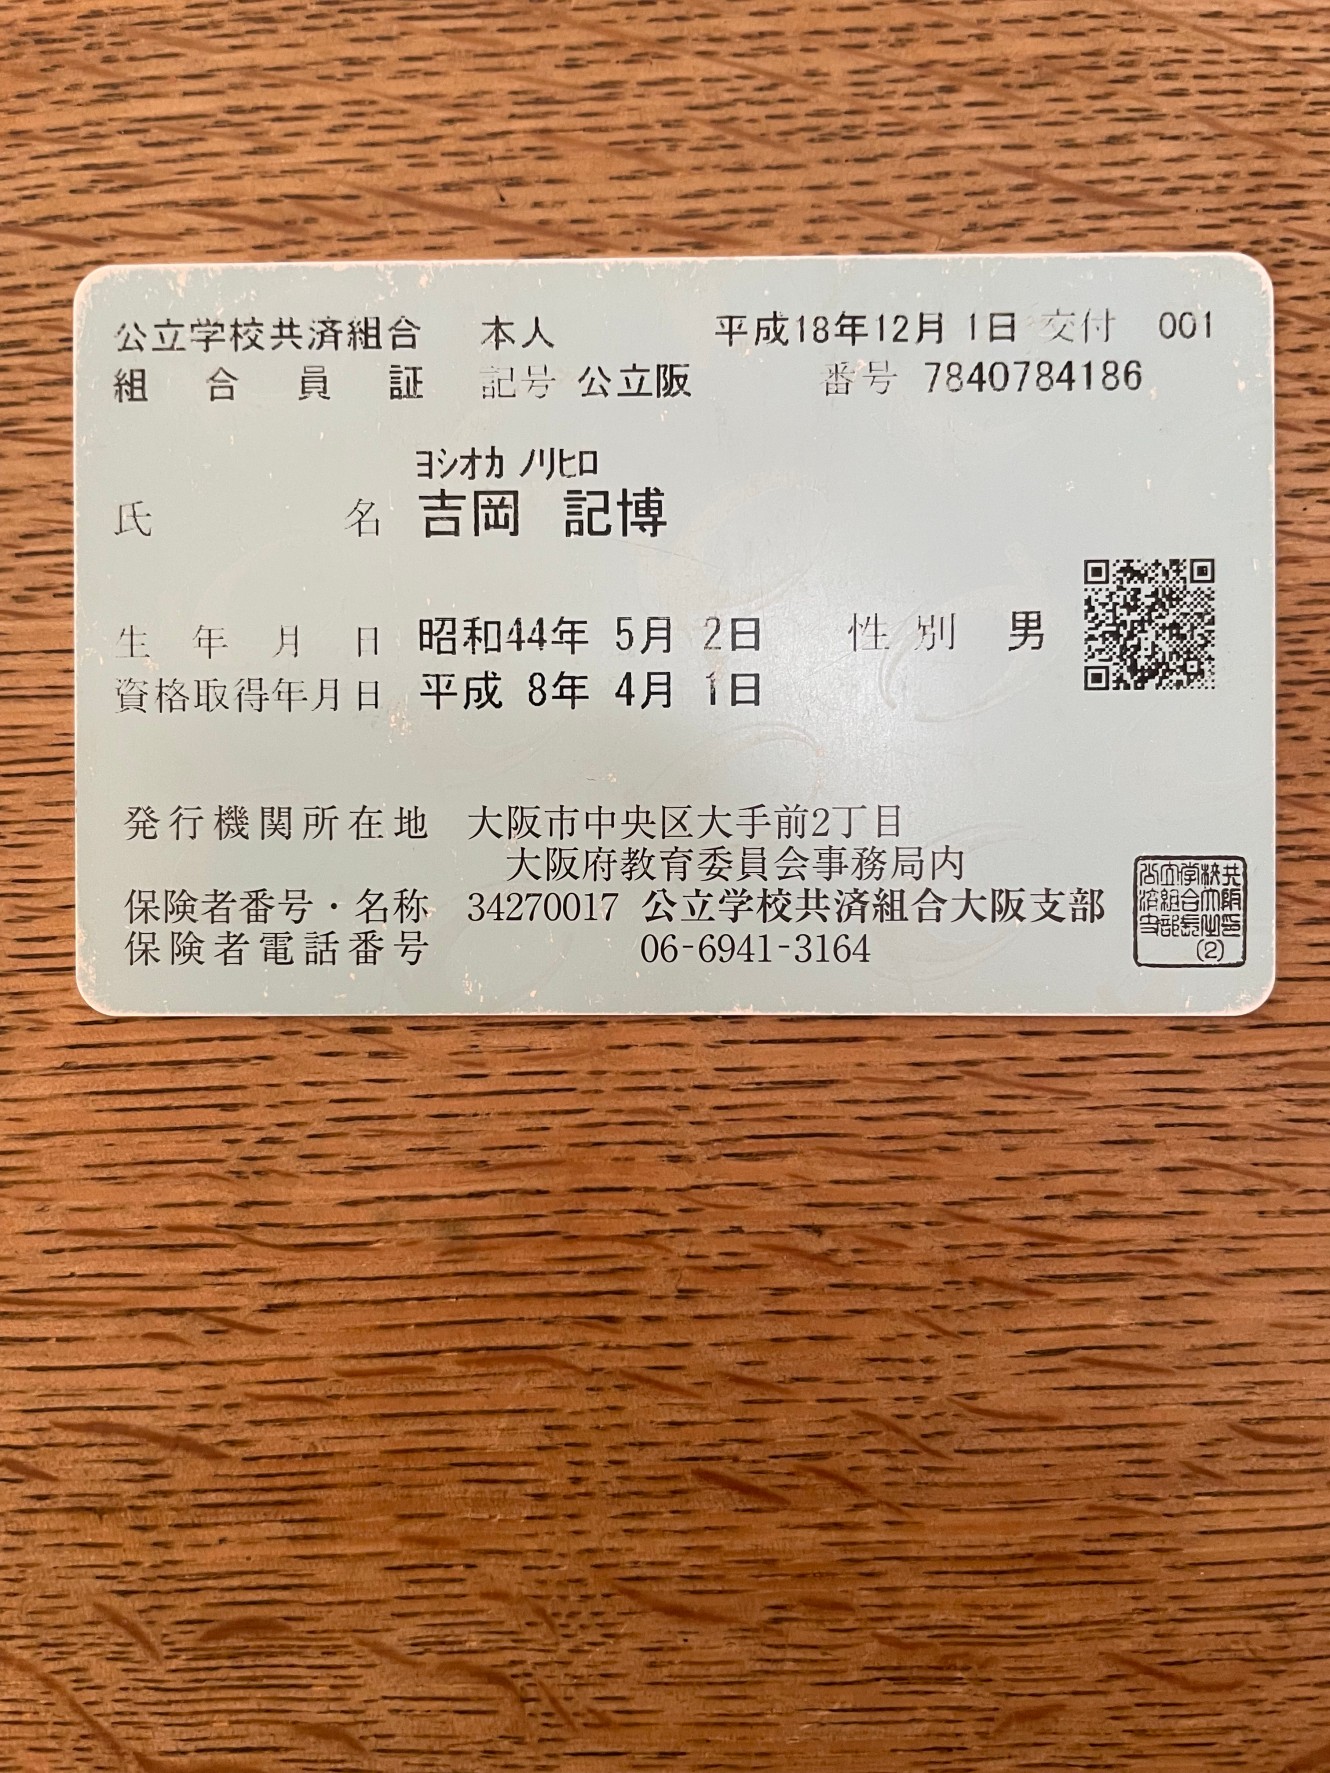 公立学校共済組合 本人 平成18年12月 1日 交付 001
組合員証 記号 公立阪 番号 7840784186
ヨシオカ ノリヒロ
氏名 吉岡 記博
生年月日 昭和44年 5月 2日 性別 男
資格取得年月日 平成 8年 4月 1日
発行機関所在地 大阪市中央区大手前2丁目
大阪府教育委員会事務局内
保険者番号・名称 34270017 公立学校共済組合大阪支部
保険者電話番号 06-6941-3164